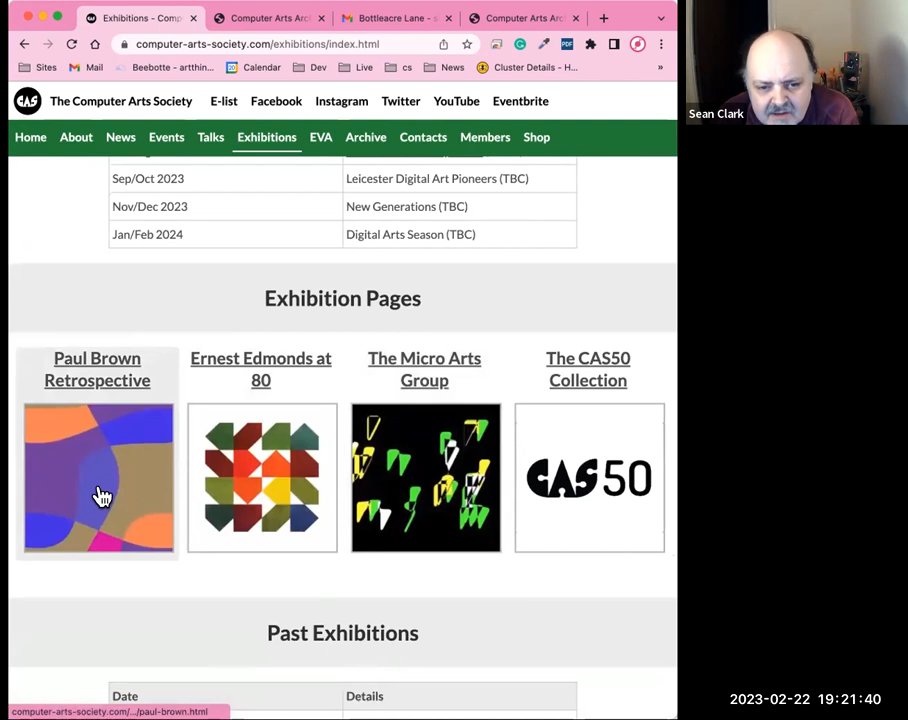 Exhibitions - Comp
Computer Arts Arc
Bottleacre Lane - s
Computer Arts Arc
computer-arts-society.com/exhibitions/index.html
PDF
Sites
Mail
Beebotte - artthin...
Calendar
Dev
Live
cs
News
Cluster Details - H...
»
CAS
The Computer Arts Society
E-list
Facebook
Instagram
Twitter
YouTube
Eventbrite
Home
About
News
Events
Talks
Exhibitions
EVA
Archive
Contacts
Members
Shop
Sep/Oct 2023
Leicester Digital Art Pioneers (TBC)
Nov/Dec 2023
New Generations (TBC)
Jan/Feb 2024
Digital Arts Season (TBC)
Exhibition Pages
Paul Brown
Retrospective
Ernest Edmonds at
80
The Micro Arts
Group
The CAS50
Collection
CAS50
Past Exhibitions
Date
Details
computer-arts-society.com/.../paul-brown.html
Sean Clark
2023-02-22 19:21:40